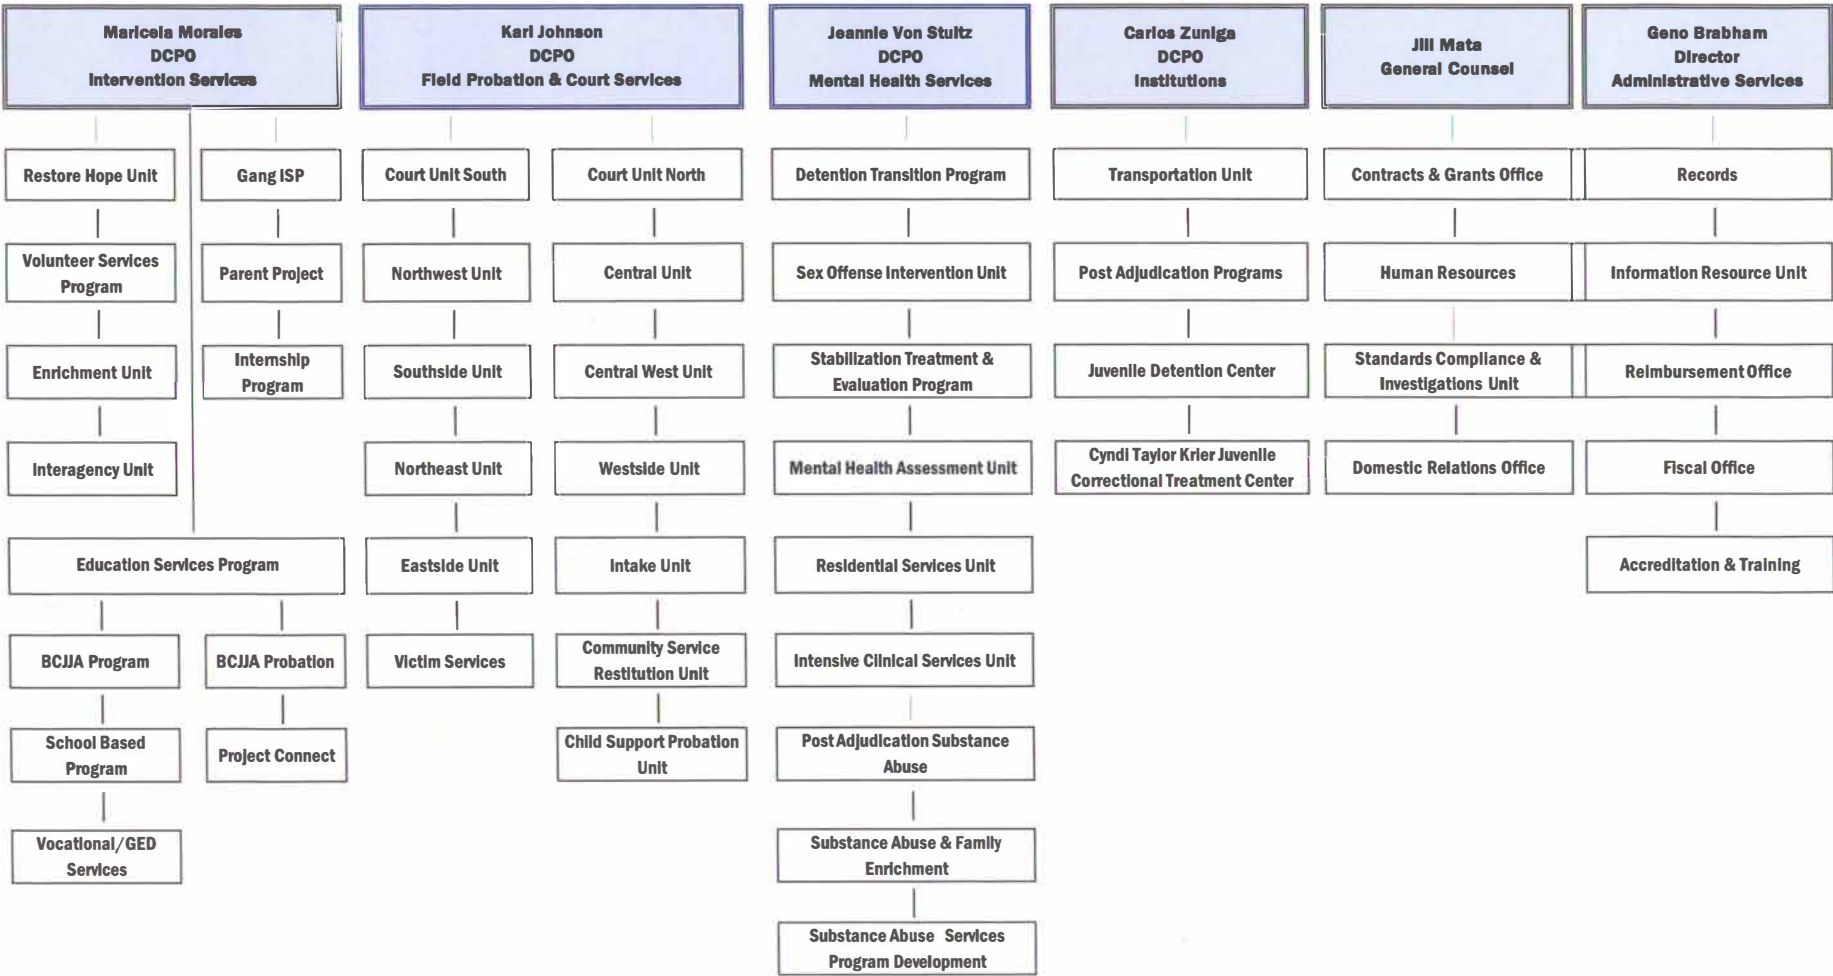 Maricela Morales
DCPO
Intervention Services
Karl Johnson
DCPO
Field Probation & Court Services
Jeannie Von Stultz
DCPO
Mental Health Services
Carlos Zuniga
DCPO
Institutions
Jill Mata
General Counsel
Geno Brabham
Director
Administrative Services
Restore Hope Unit
Volunteer Services
Program
Enrichment Unit
Interagency Unit
Gang ISP
Parent Project
Internship
Program
Education Services Program
BCJJA Program
School Based
Program
Vocational/GED
Services
BCJJA Probation
Project Connect
Court Unit South
Northwest Unit
Southside Unit
Northeast Unit
Eastside Unit
Victim Services
Court Unit North
Central Unit
Central West Unit
Westside Unit
Intake Unit
Community Service
Restitution Unit
Child Support Probation
Unit
Detention Transition Program
Sex Offense Intervention Unit
Stabilization Treatment &
Evaluation Program
Mental Health Assessment Unit
Residential Services Unit
Intensive Clinical Services Unit
Post Adjudication Substance
Abuse
Substance Abuse & Family
Enrichment
Substance Abuse Services
Program Development
Transportation Unit
Post Adjudication Programs
Juvenile Detention Center
Cyndi Taylor Krier Juvenile
Correctional Treatment Center
Contracts & Grants Office
Human Resources
Standards Compliance &
Investigations Unit
Domestic Relations Office
Records
Information Resource Unit
Reimbursement Office
Fiscal Office
Accreditation & Training